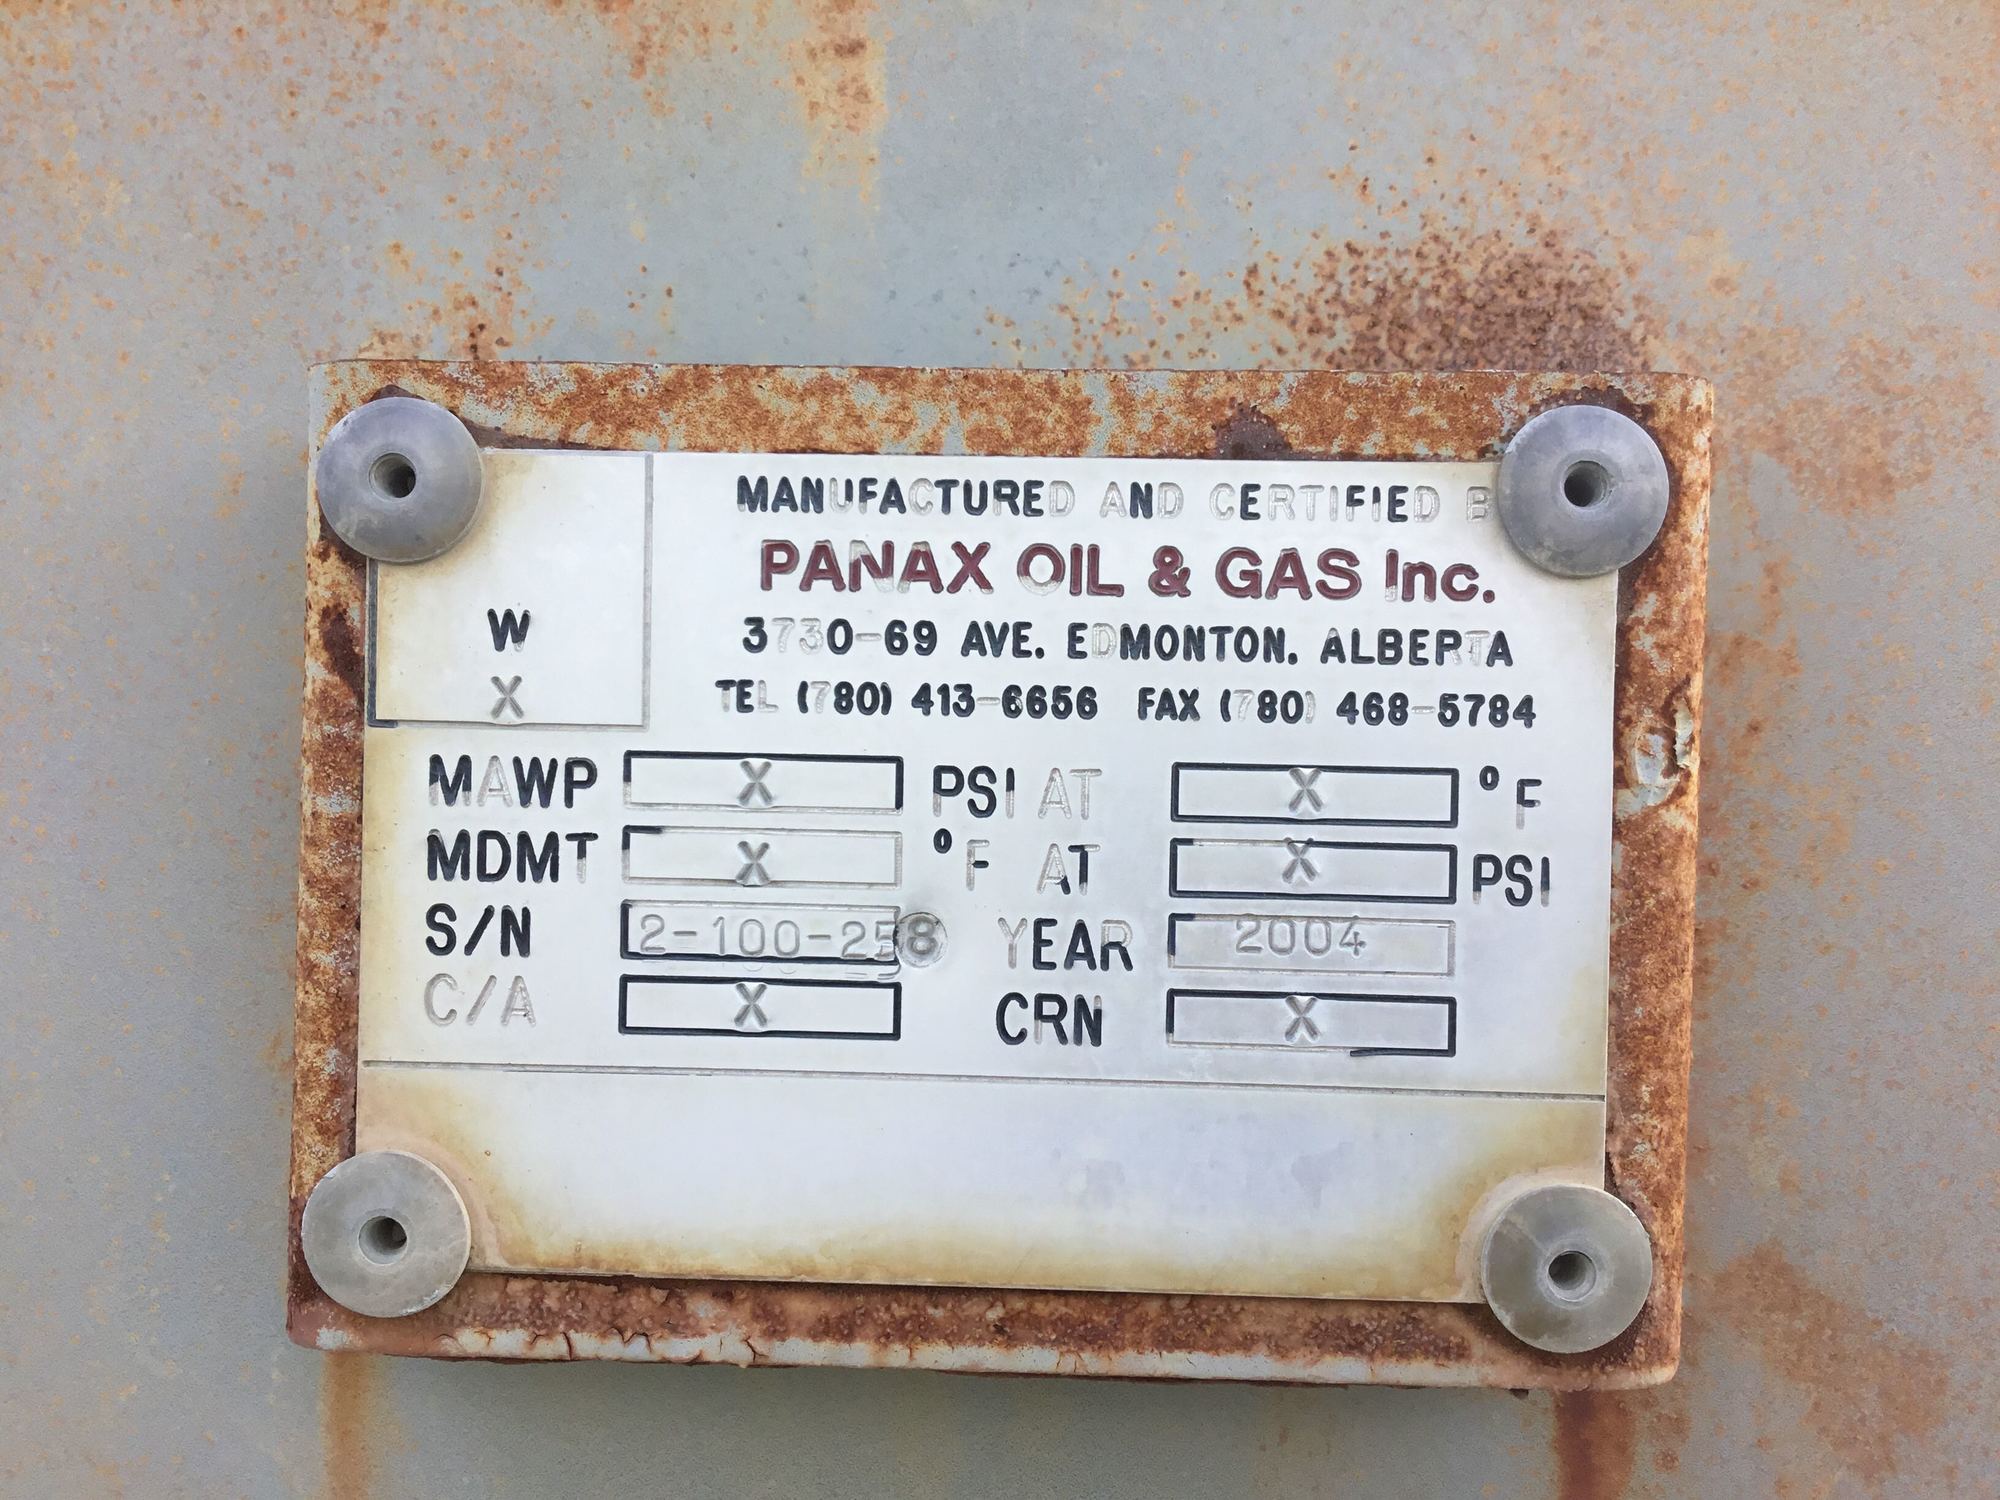 MANUFACTURED AND CERTIFIED B
PANAX OIL & GAS Inc.
3730-69 AVE. EDMONTON. ALBERTA
TEL (780) 413-6656 FAX (780) 468-5784
W
X
MAWP X PSI AT X °F
MDMT X °F AT X PSI
S/N 2-100-258 YEAR 2004
C/A X CRN X